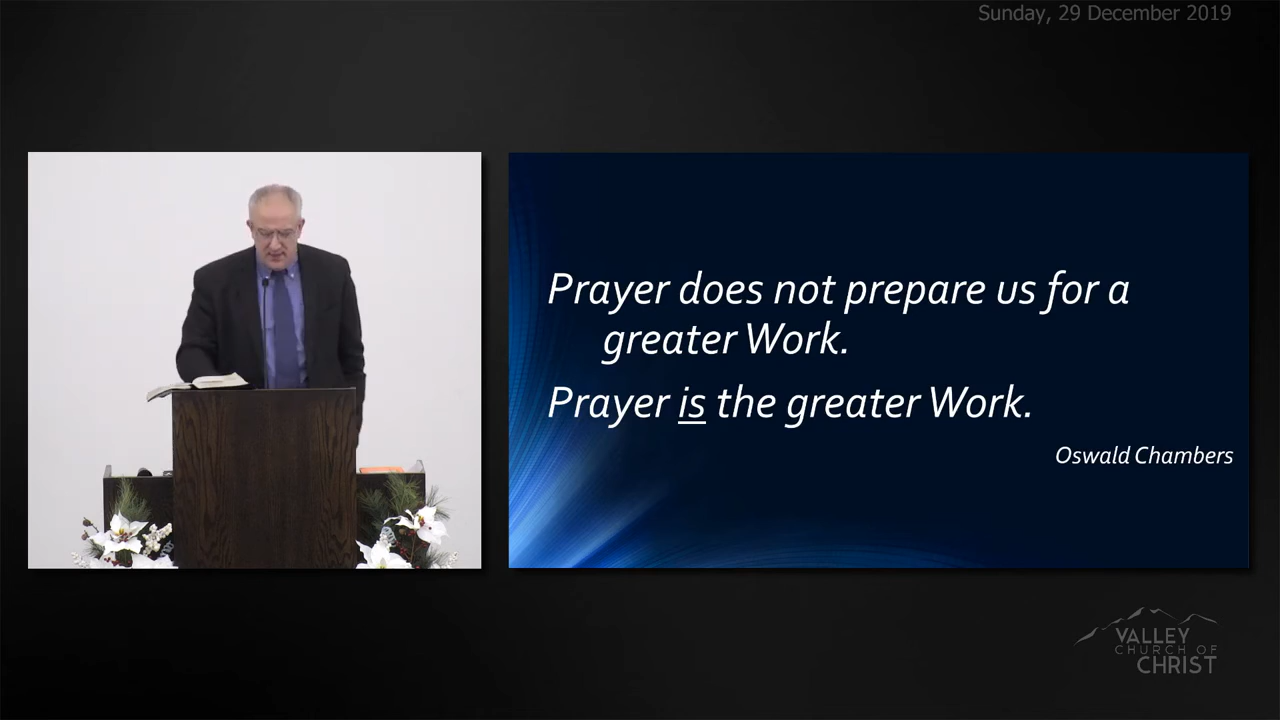 Sunday, 29 December 2019
Prayer does not prepare us for a
greater Work.
Prayer is the greater Work.
Oswald Chambers
VALLEY
CHURCH OF
CHRIST